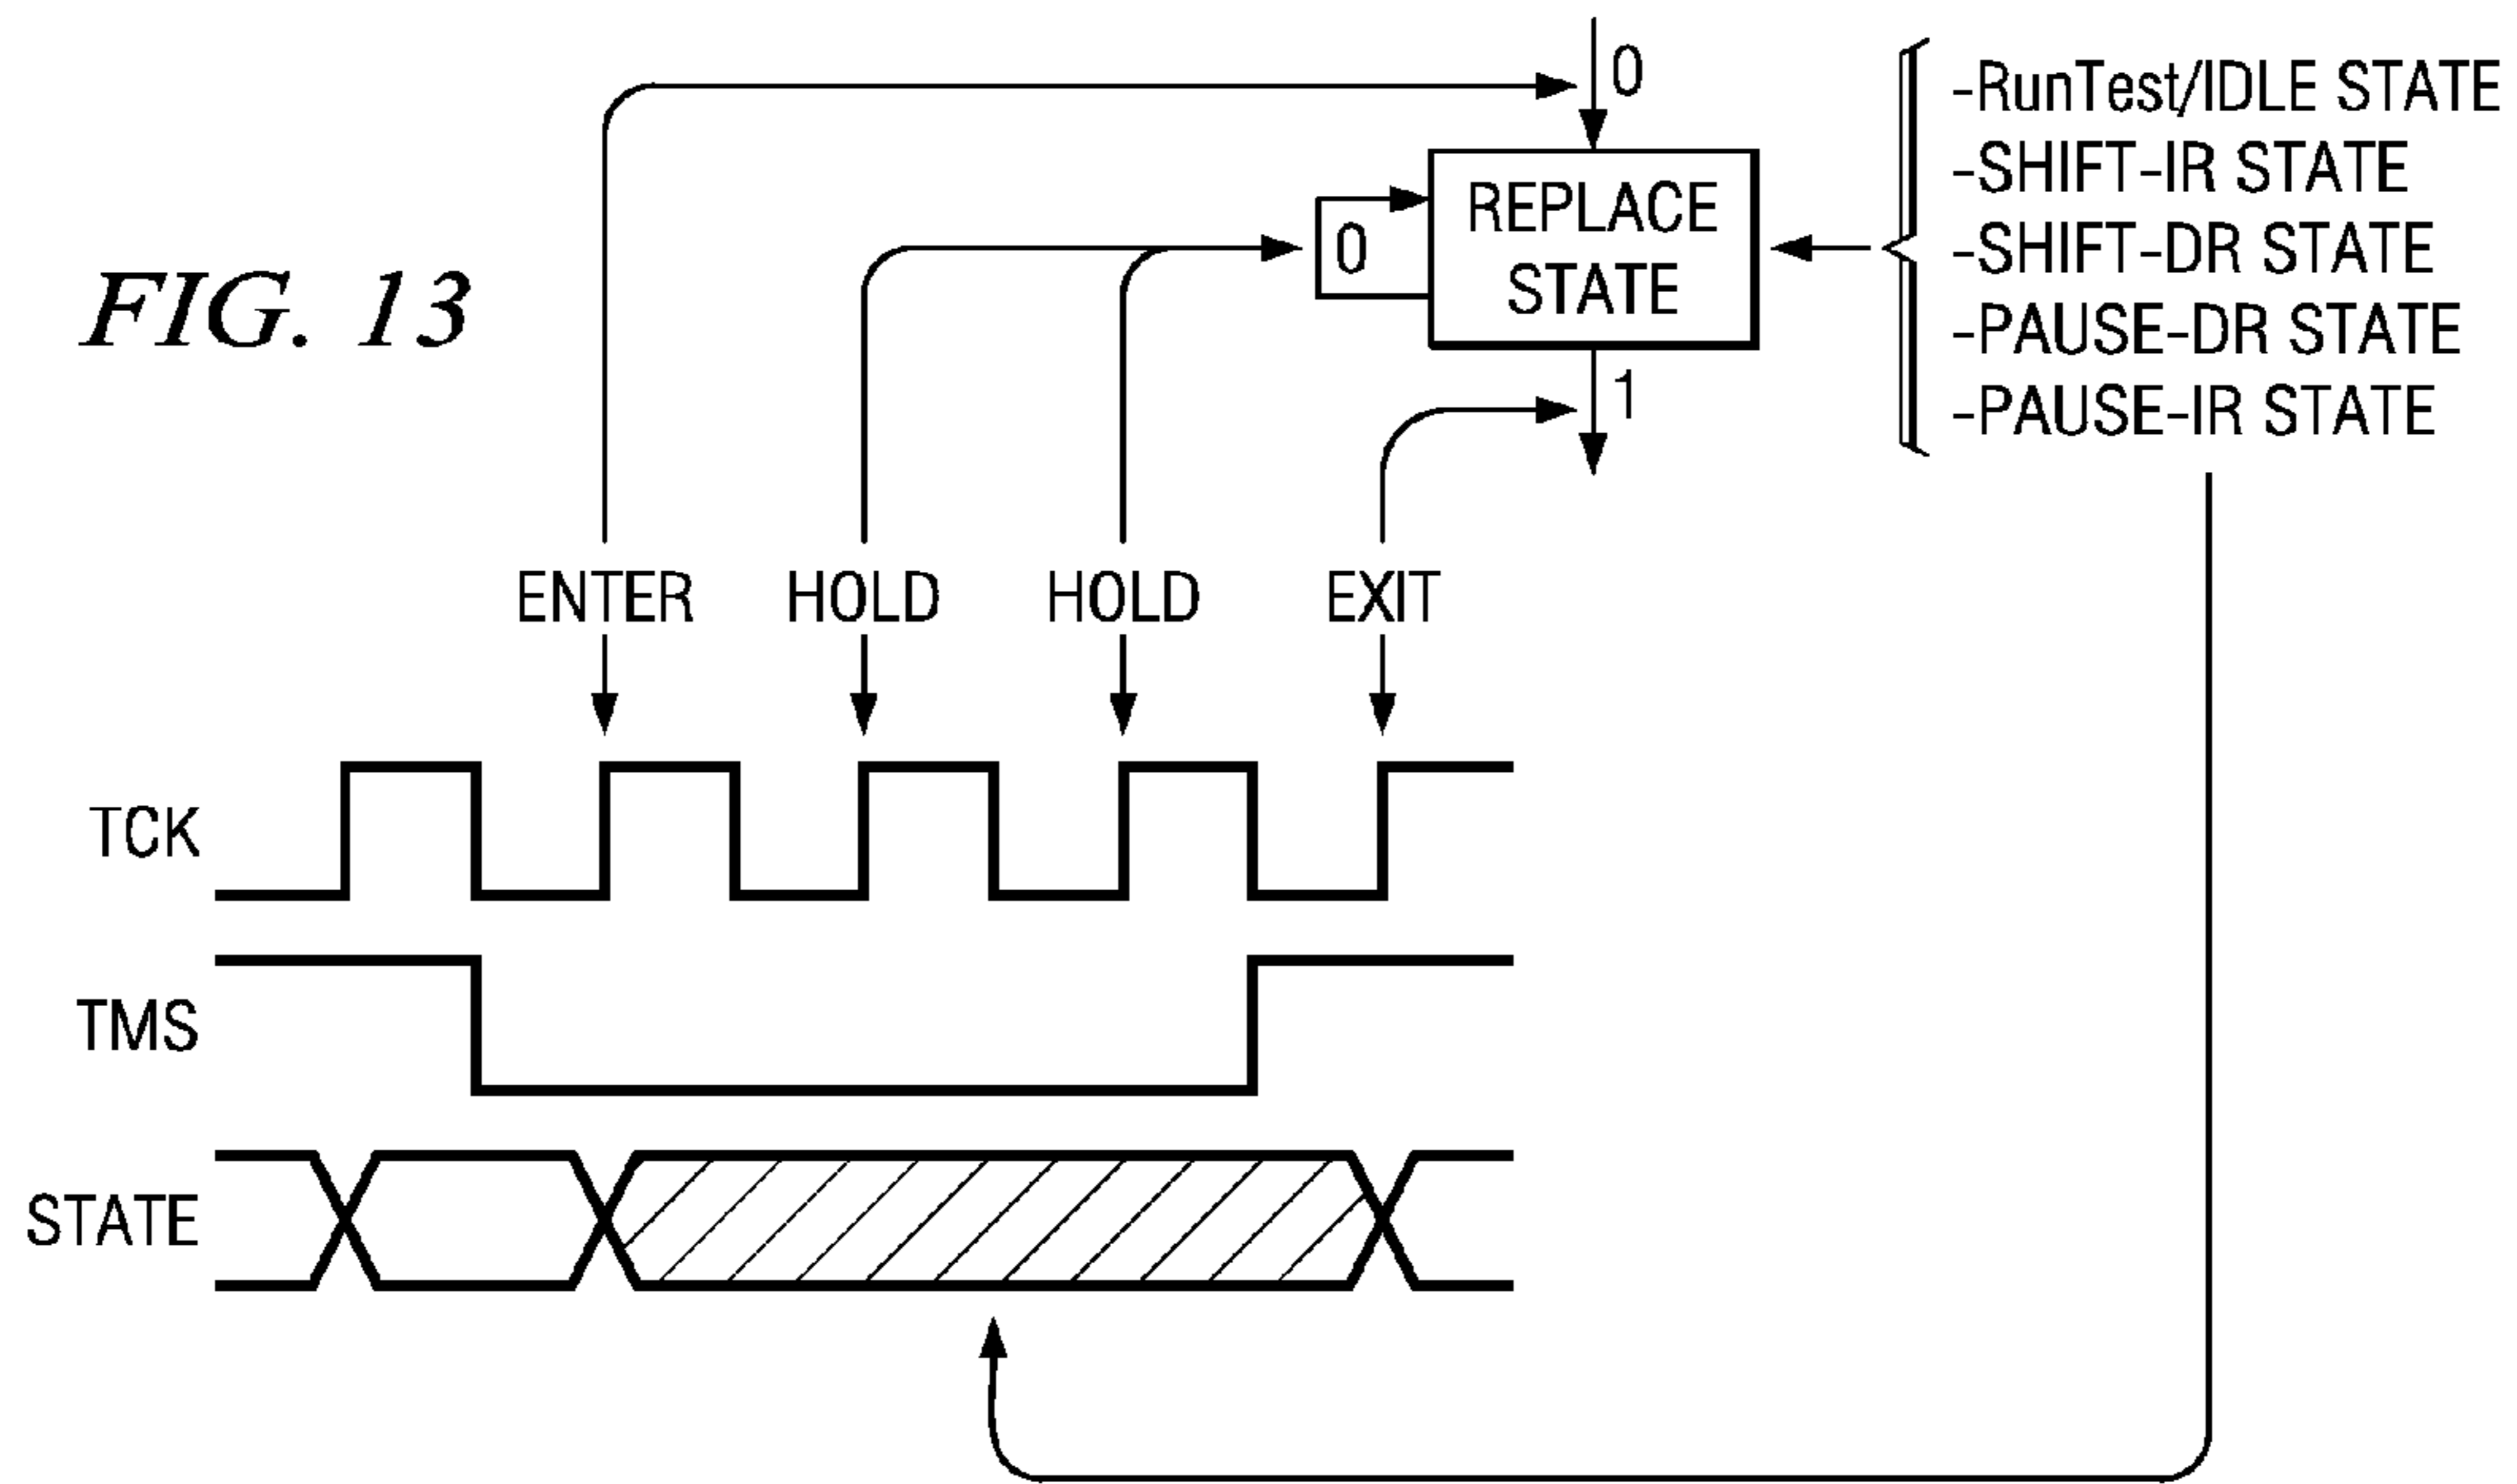 FIG. 13
0
REPLACE
STATE
0
1
-RunTest/IDLE STATE
-SHIFT-IR STATE
-SHIFT-DR STATE
-PAUSE-DR STATE
-PAUSE-IR STATE
ENTER HOLD HOLD EXIT
TCK
TMS
STATE